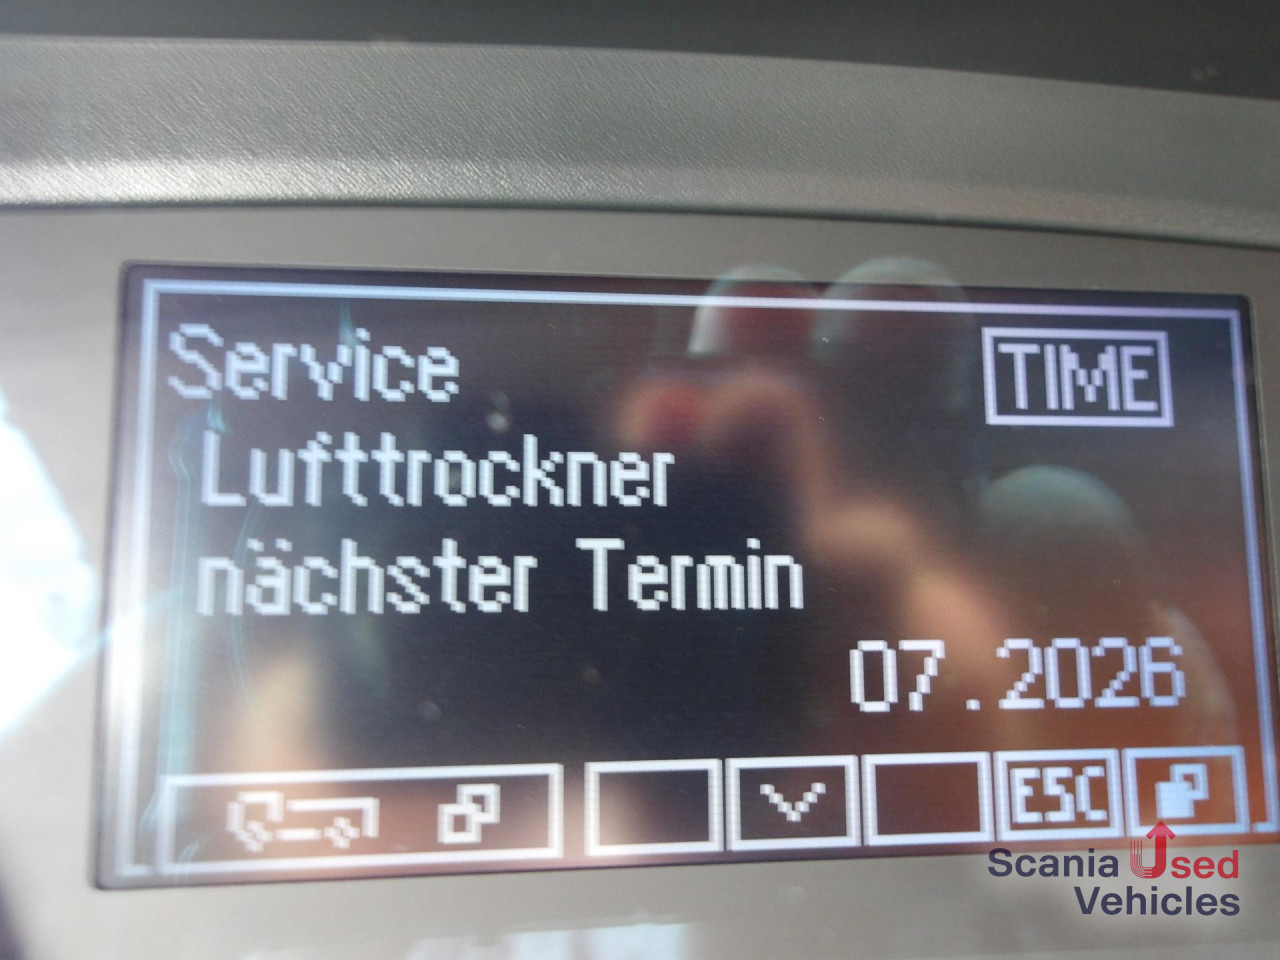 Service TIME
Lufttrockner
nächster Termin
07.2026
ESC
Scania Used
Vehicles